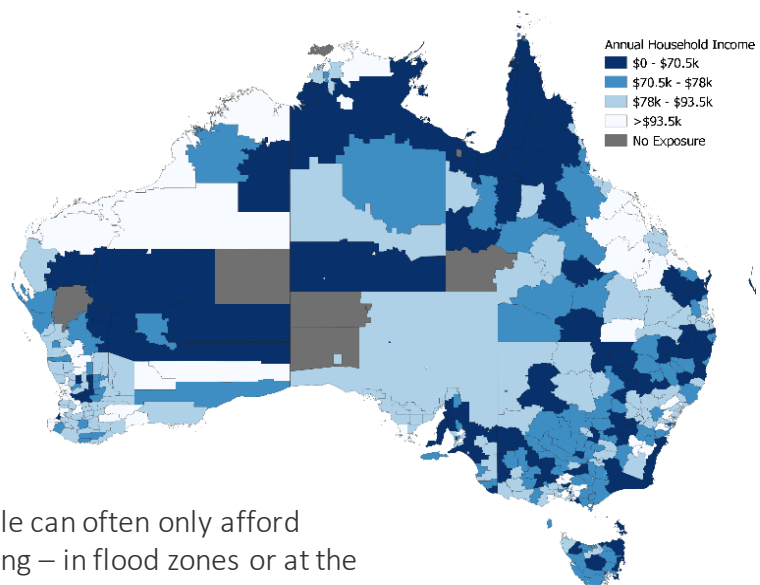 Annual Household Income
$0 - $70.5k
$70.5k - $78k
$78k - $93.5k
>$93.5k
No Exposure
le can often only afford
ng – in flood zones or at the